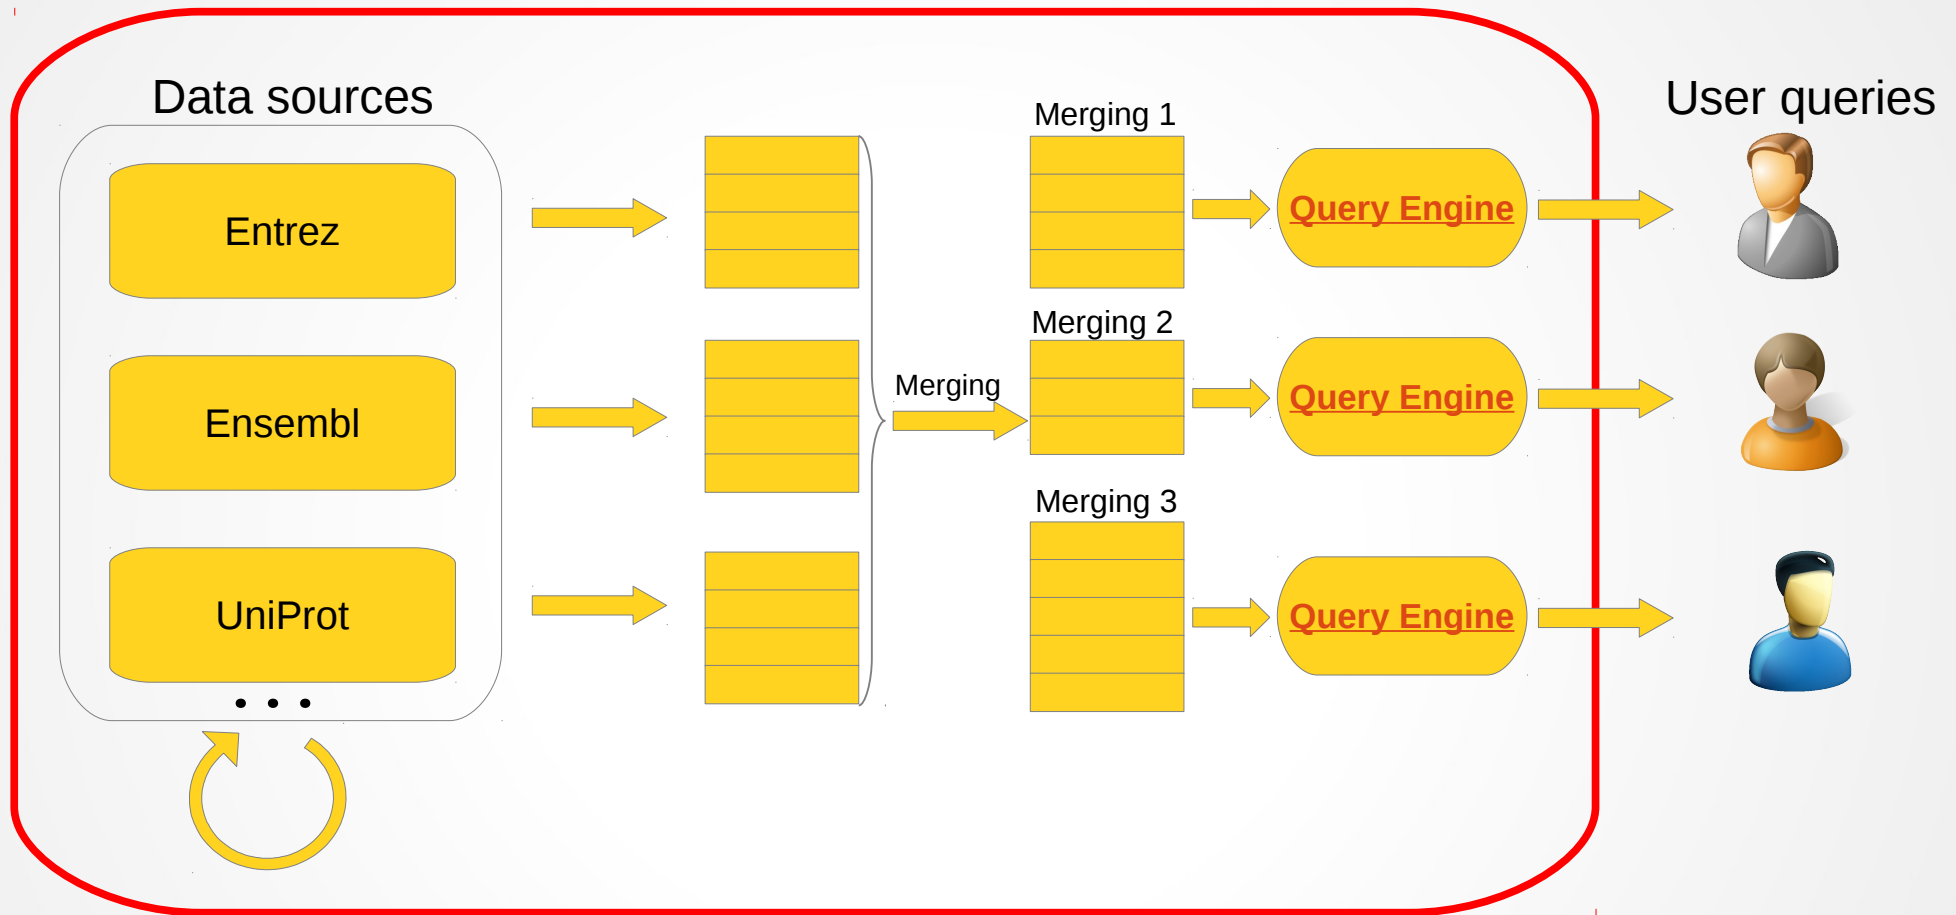 Data sources
Entrez
Ensembl
UniProt
...
Merging
Merging 1
Merging 2
Merging 3
Query Engine
Query Engine
Query Engine
User queries